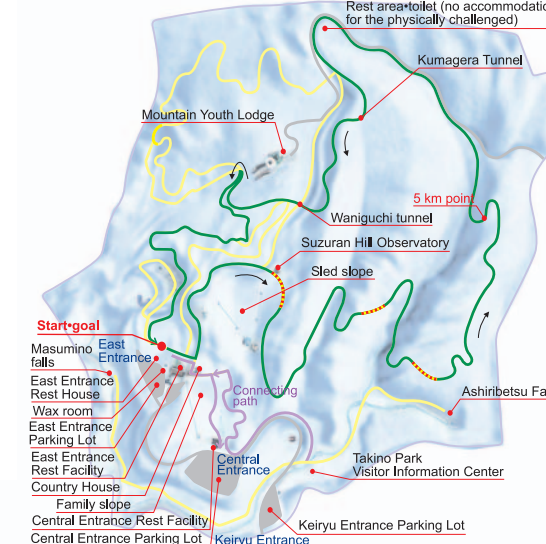 Rest area•toilet (no accommodatio
for the physically challenged)
Kumagera Tunnel
Mountain Youth Lodge
5 km point
Waniguchi tunnel
Suzuran Hill Observatory
Sled slope
Start•goal
East
Entrance
Masumino
falls
East Entrance
Rest House
Wax room
East Entrance
Parking Lot
East Entrance
Rest Facility
Country House
Family slope
Central Entrance Rest Facility
Central Entrance Parking Lot
Connecting
path
Central
Entrance
Keiryu Entrance
Ashiribetsu Fa
Takino Park
Visitor Information Center
Keiryu Entrance Parking Lot